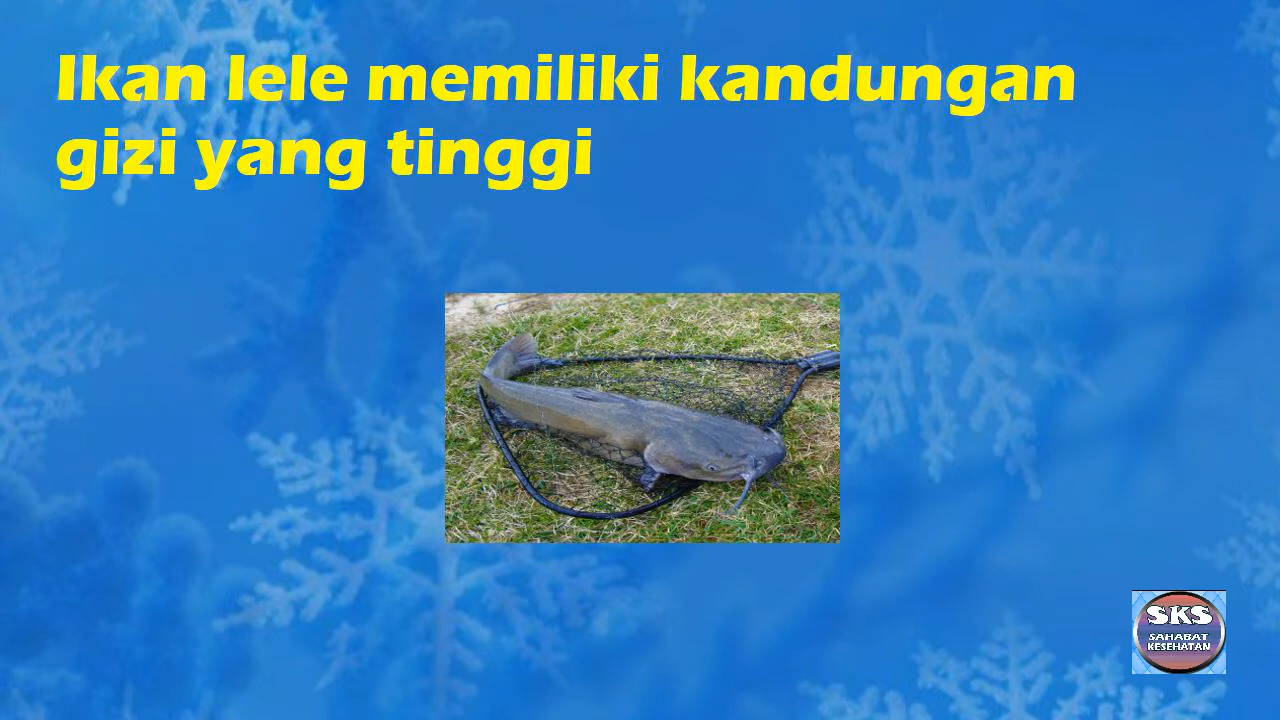 Ikan lele memiliki kandungan
gizi yang tinggi
SKS
SAHABAT
KESEHATAN